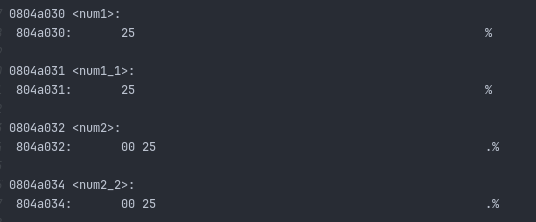 0804a030 <num1>:
 804a030:       25                                                  %
0804a031 <num1_1>:
 804a031:       25                                                  %
0804a032 <num2>:
 804a032:       00 25                                               .%
0804a034 <num2_2>:
 804a034:       00 25                                               .%